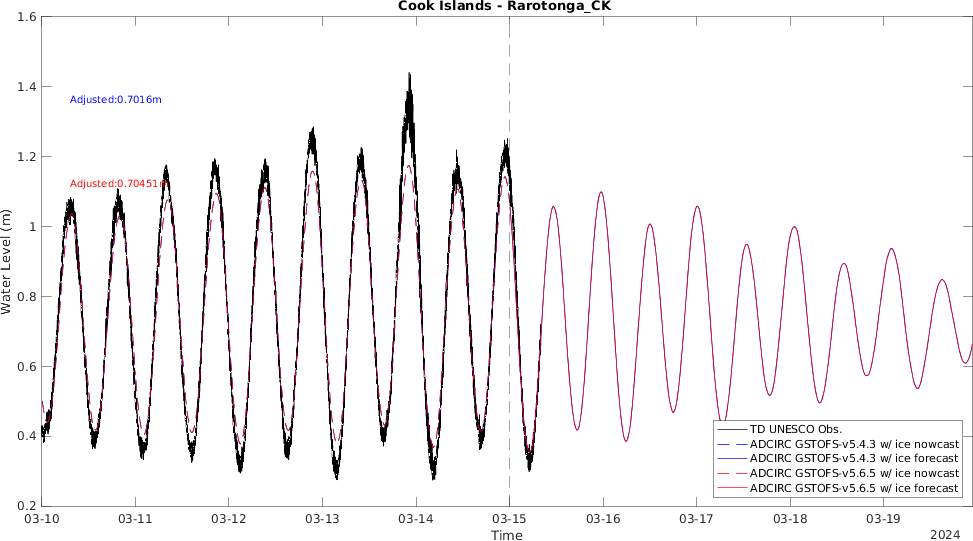 Cook Islands - Rarotonga_CK
1.6
1.4
1.2
1
0.8
0.6
0.4
0.2
Water Level (m)
Adjusted:0.7016m
Adjusted:0.70451m
TD UNESCO Obs.
ADCIRC GSTOFS-v5.4.3 w/ ice nowcast
ADCIRC GSTOFS-v5.4.3 w/ ice forecast
ADCIRC GSTOFS-v5.6.5 w/ ice nowcast
ADCIRC GSTOFS-v5.6.5 w/ ice forecast
03-10 03-11 03-12 03-13 03-14 03-15 03-16 03-17 03-18 03-19
Time
2024